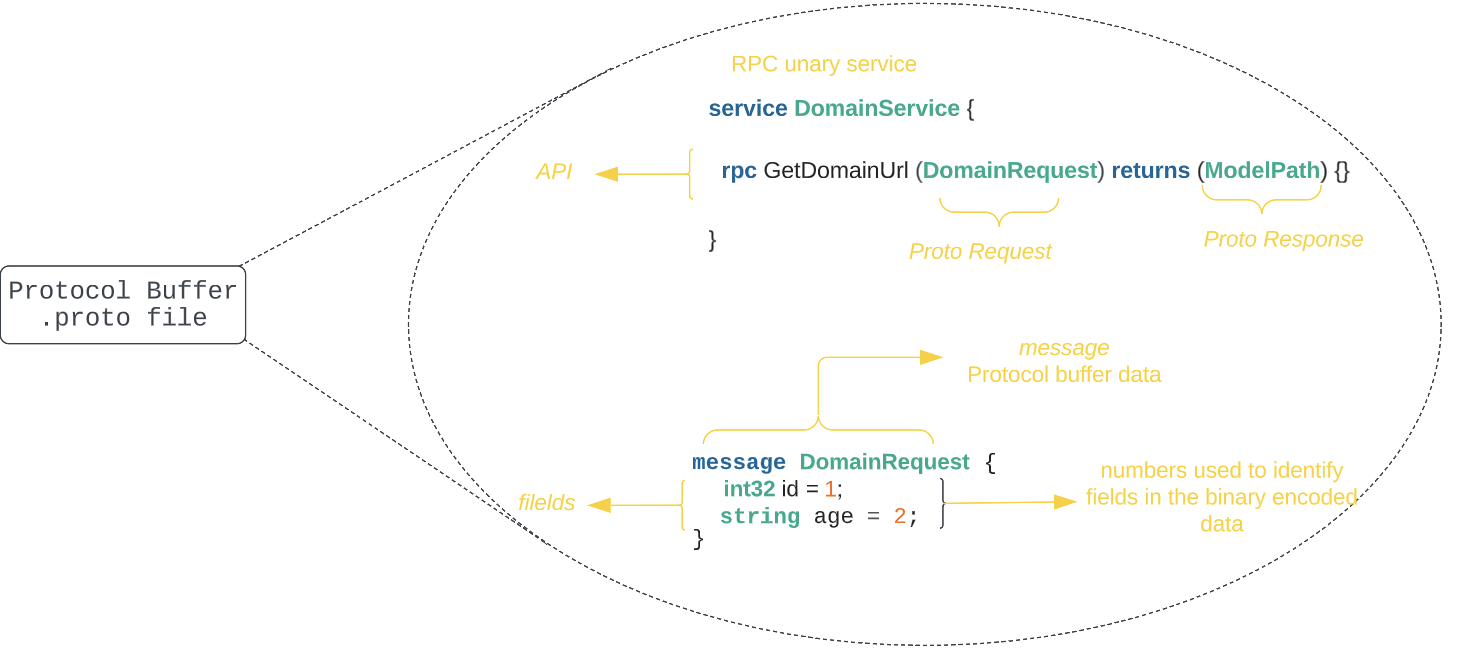 RPC unary service
service DomainService {
API
rpc GetDomainUrl (DomainRequest) returns (ModelPath) {}
}
Proto Request
Proto Response
Protocol Buffer
.proto file
message
Protocol buffer data
message DomainRequest {
int32 id = 1;
string age = 2;
}
filelds
numbers used to identify
fields in the binary encoded
data